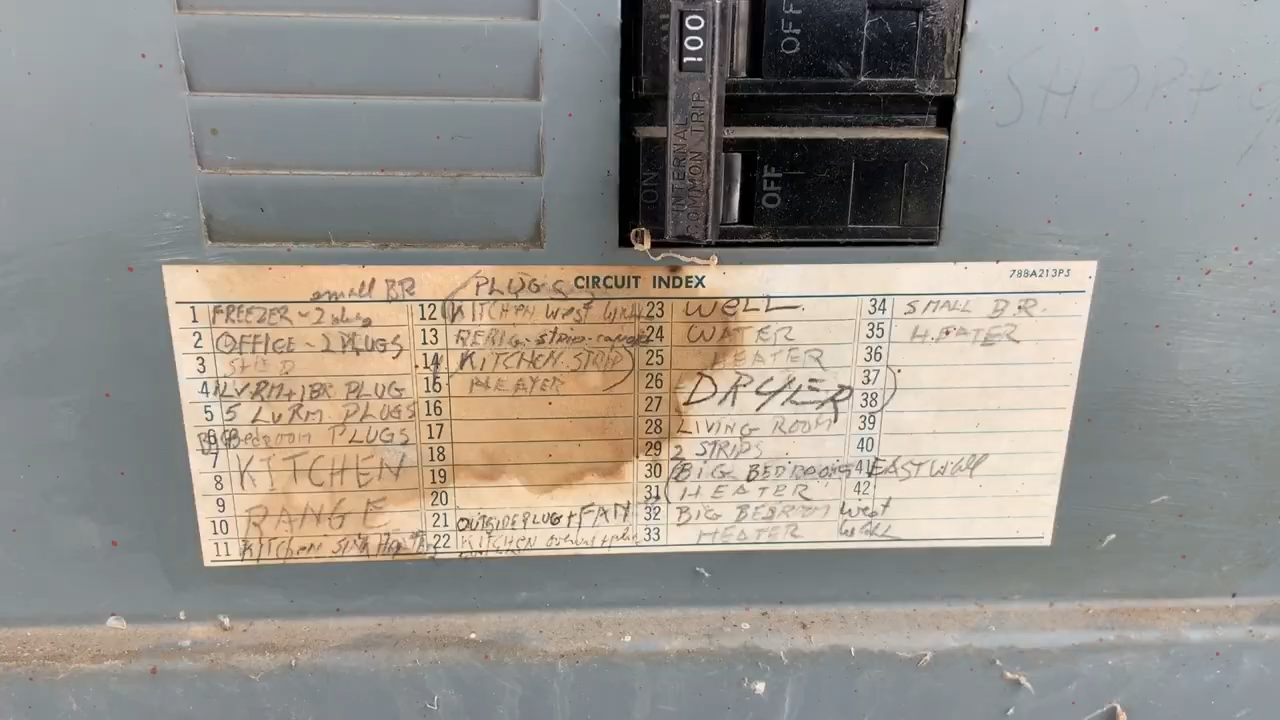 100
OFF
INTERNAL
COMMON TRIP
ON
OFF
SHORT
CIRCUIT INDEX
788A213P3
small BR
1 FREEZER - 2
2 OFFICE - 2 PLUGS
3 SHED
4 LVRM + 1BR PLUG
5 5 LVRM. PLUGS
6 Big Bedroom PLUGS
7 KITCHEN
8
9 RANGE
10
11 KITCHEN SINK
PLUGS
12 KITCHEN West Wall
13 REFRIG. STRIP
14 KITCHEN STRIP
15 HEATER
16
17
18
19
20
21 OUTSIDE PLUG + FAN
22 KITCHEN
23 WELL
24 WATER
25 HEATER
26 DRYER
27
28 LIVING ROOM
29 2 STRIPS
30 BIG BEDROOM EAST Wall
31 HEATER
32 BIG BEDROOM West
33 HEATER Wall
34 SMALL BR.
35 HEATER
36
37
38
39
40
41
42